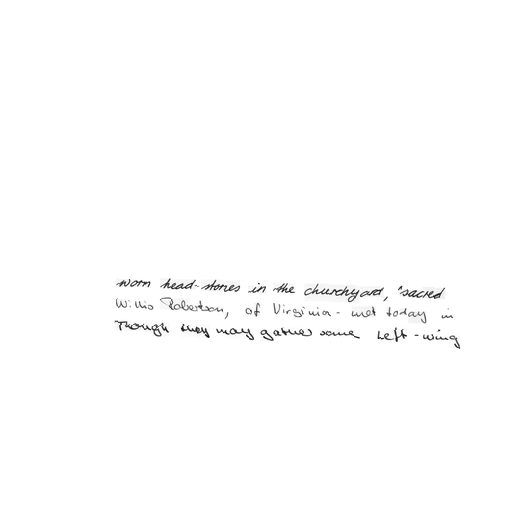 worn head-stones in the churchyard, "sacred
Willis Robertson, of Virginia - met today in
Though they may gather some Left-wing